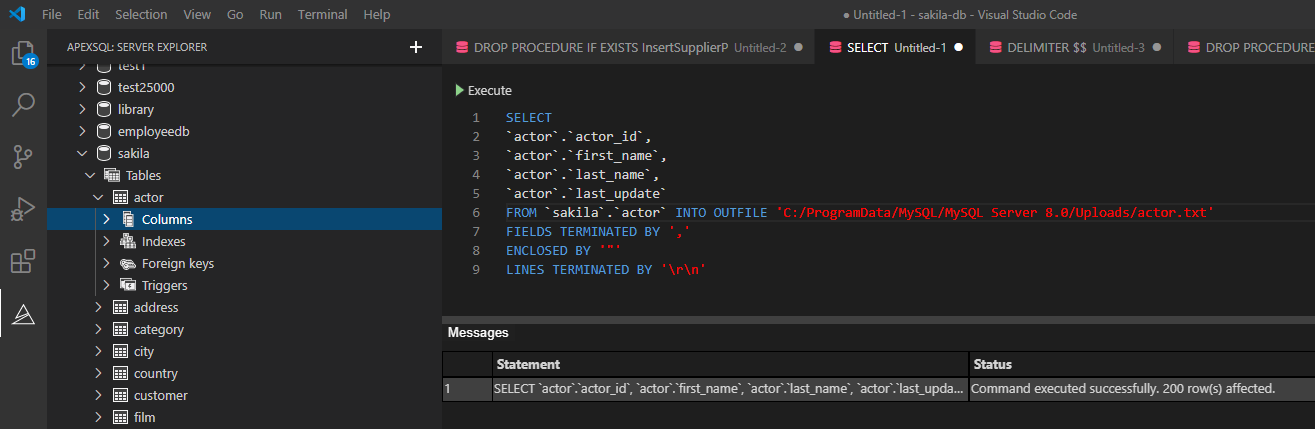 File Edit Selection View Go Run Terminal Help ● Untitled-1 - sakila-db - Visual Studio Code
16
APEXSQL: SERVER EXPLORER +
test1
test25000
library
employeedb
sakila
Tables
actor
Columns
Indexes
Foreign keys
Triggers
address
category
city
country
customer
film
DROP PROCEDURE IF EXISTS InsertSupplierP Untitled-2 ● SELECT Untitled-1 ● DELIMITER $$ Untitled-3 ● DROP PROCEDURE
Execute
1 SELECT
2 `actor`.`actor_id`,
3 `actor`.`first_name`,
4 `actor`.`last_name`,
5 `actor`.`last_update`
6 FROM `sakila`.`actor` INTO OUTFILE 'C:/ProgramData/MySQL/MySQL Server 8.0/Uploads/actor.txt'
7 FIELDS TERMINATED BY ','
8 ENCLOSED BY '"'
9 LINES TERMINATED BY '\r\n'
Messages
Statement Status
1 SELECT `actor`.`actor_id`, `actor`.`first_name`, `actor`.`last_name`, `actor`.`last_upda... Command executed successfully. 200 row(s) affected.